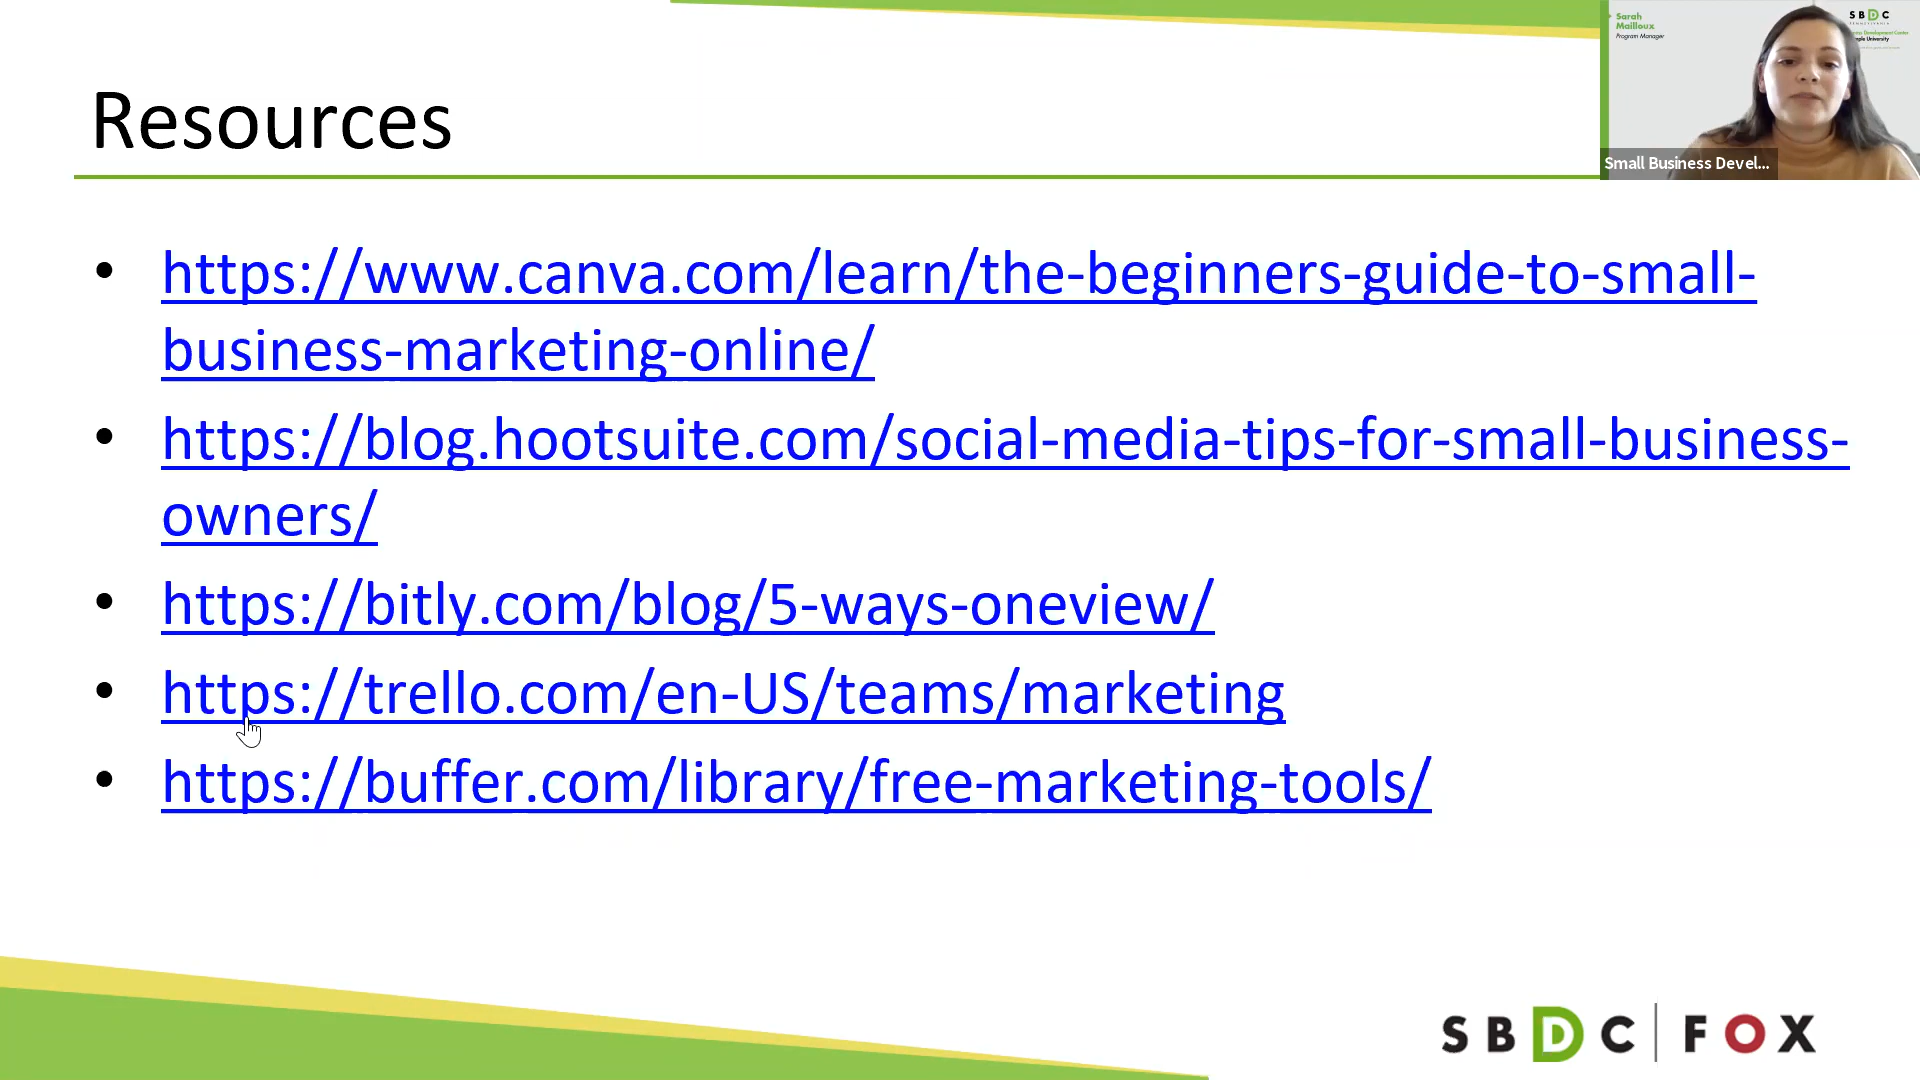 Resources
https://www.canva.com/learn/the-beginners-guide-to-small-
business-marketing-online/
https://blog.hootsuite.com/social-media-tips-for-small-business-
owners/
https://bitly.com/blog/5-ways-oneview/
https://trello.com/en-US/teams/marketing
https://buffer.com/library/free-marketing-tools/
Sarah
Mailloux
Program Manager
SBDC
Small Business Devel...
SBDC FOX